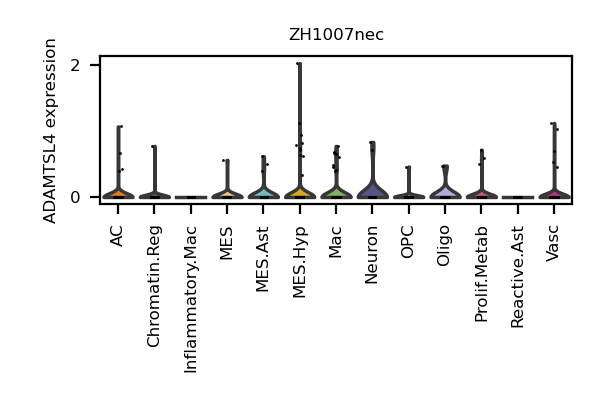 ZH1007nec
ADAMTSL4 expression
2
0
AC
Chromatin.Reg
Inflammatory.Mac
MES
MES.Ast
MES.Hyp
Mac
Neuron
OPC
Oligo
Prolif.Metab
Reactive.Ast
Vasc